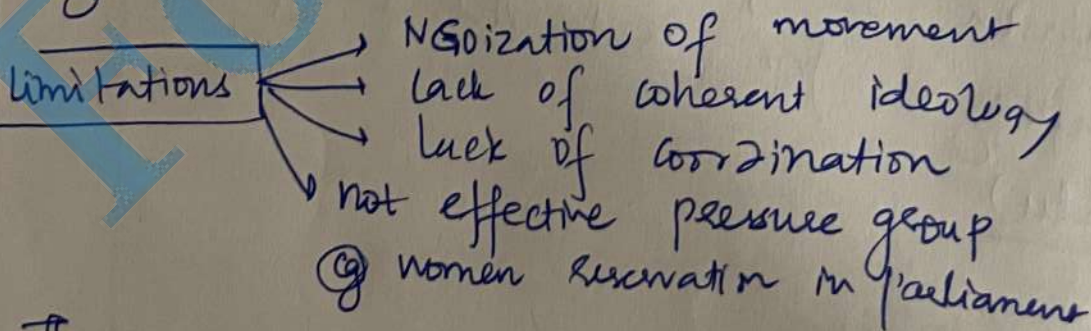 NGOization of movement
limitations
lack of coherent ideology
lack of coordination
not effective pressure group
eg women reservation in Parliament